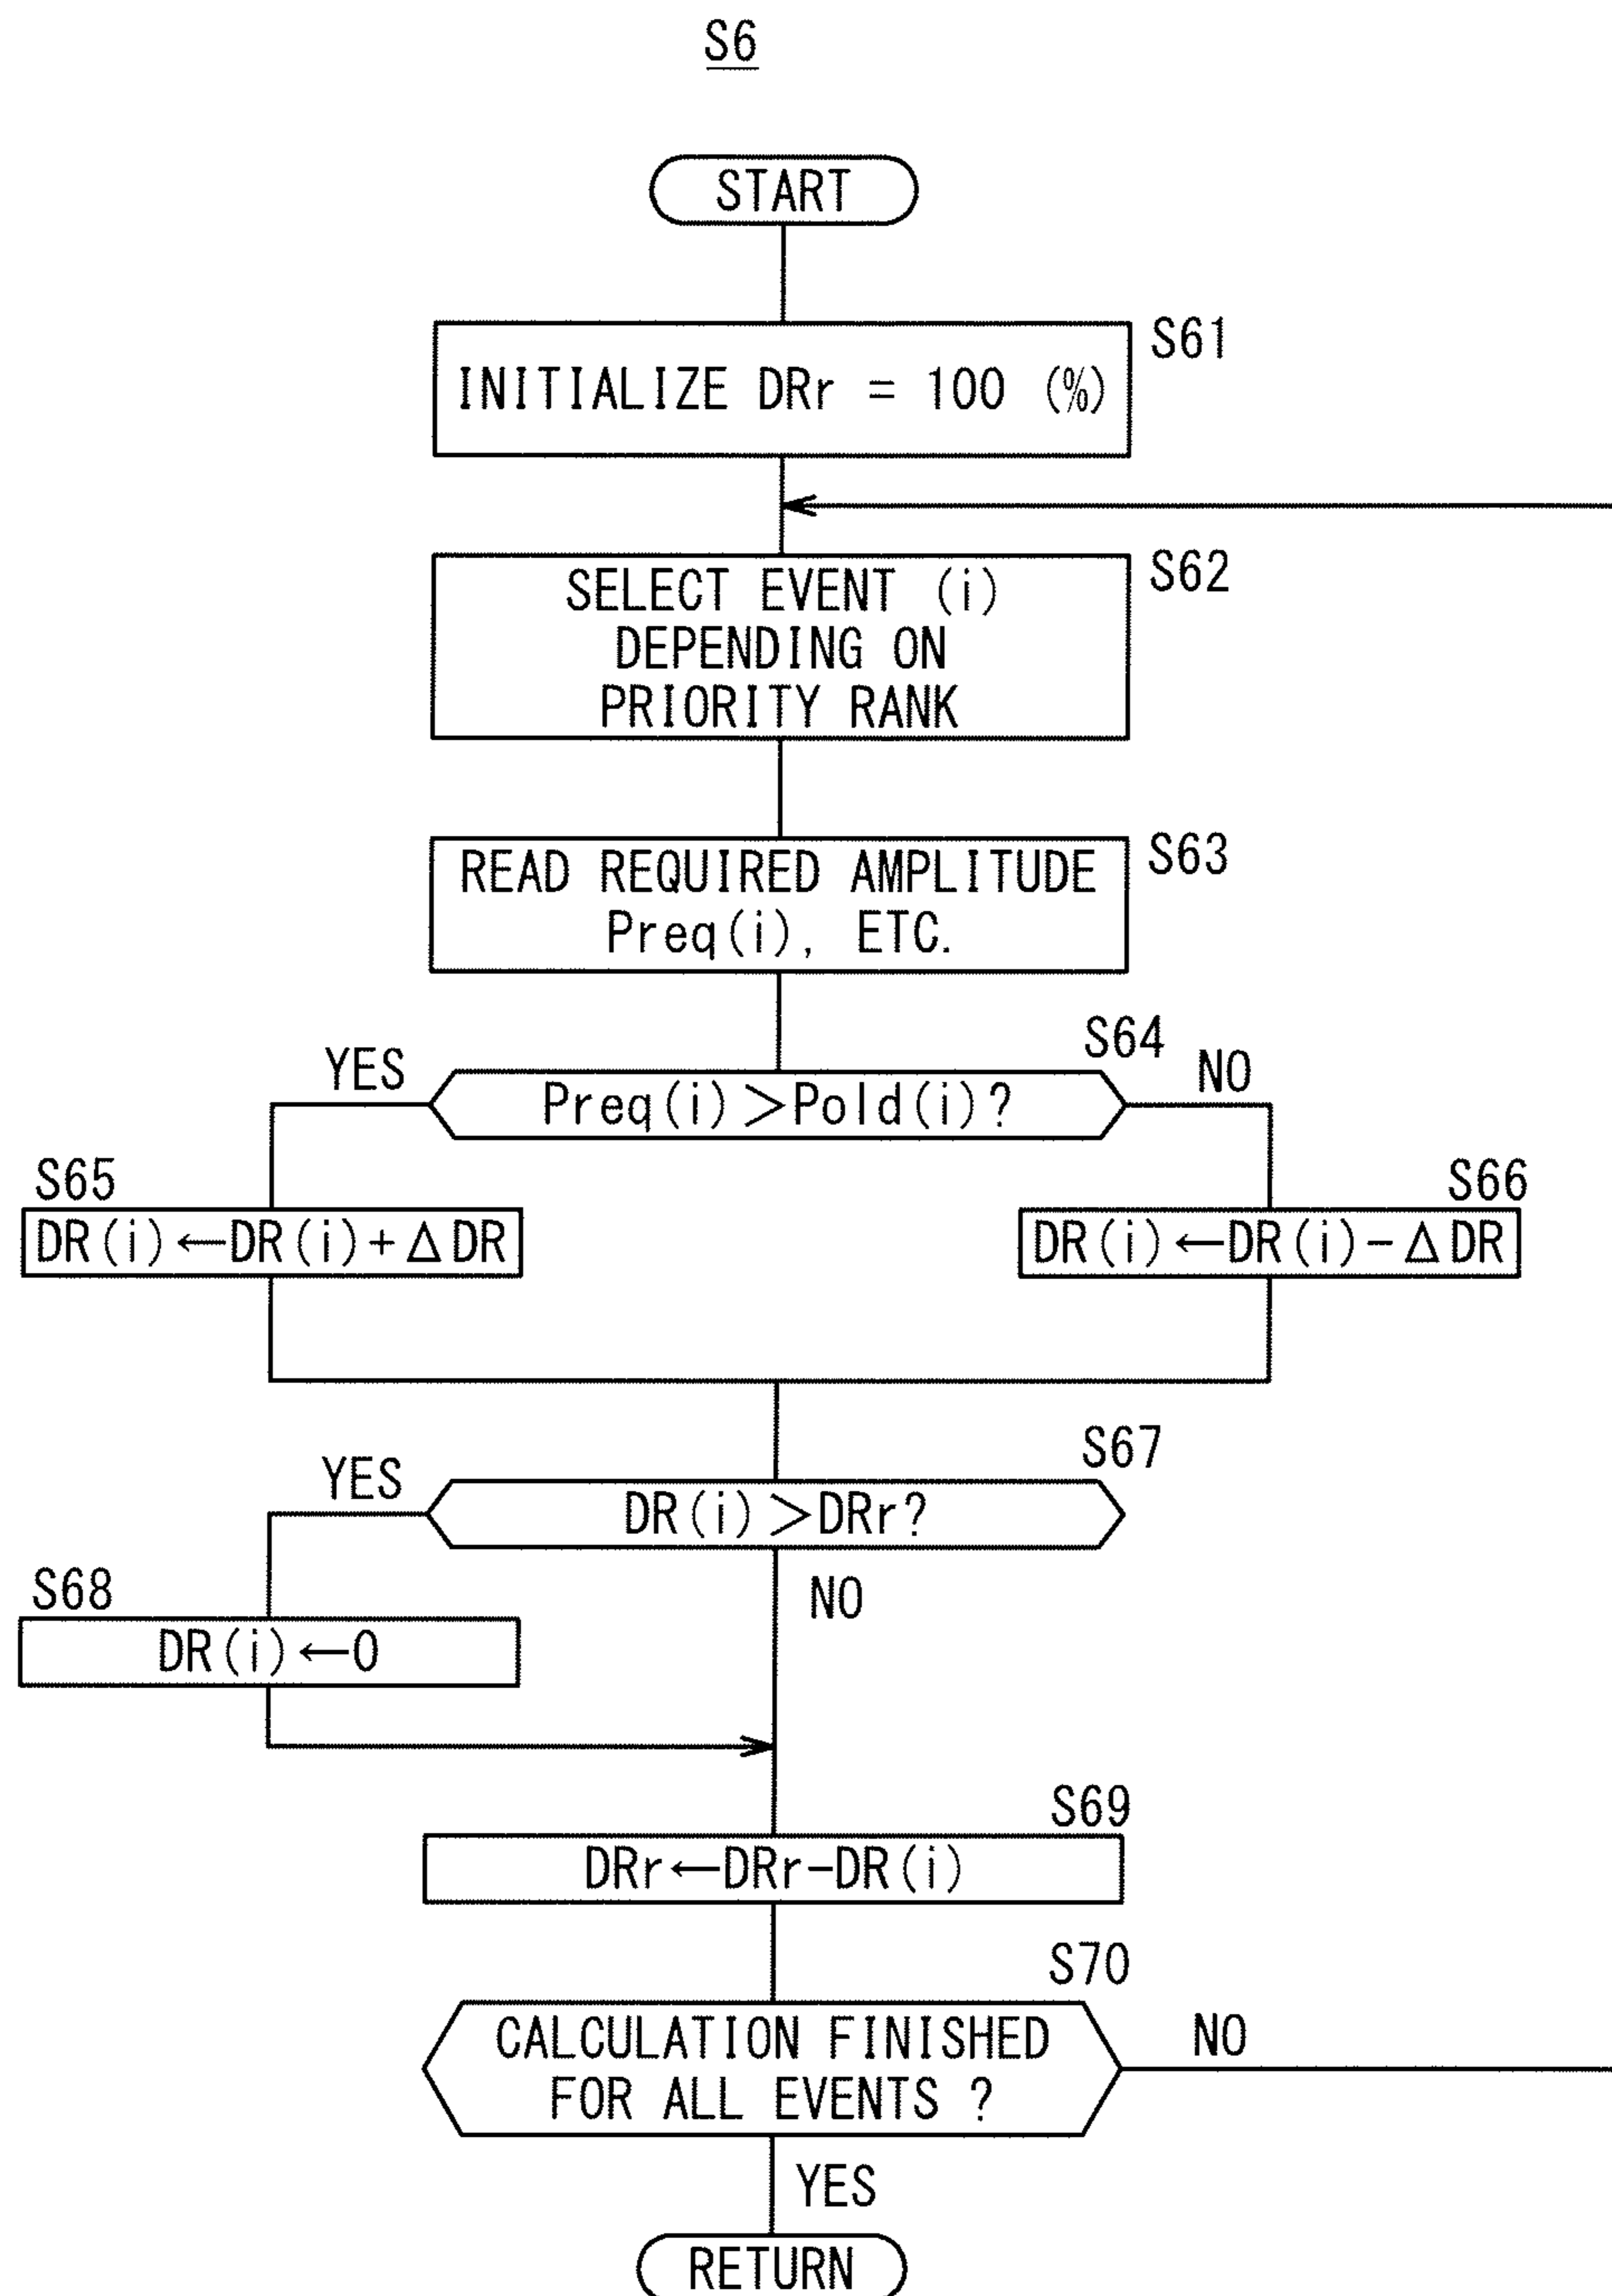 S6
START
S61
INITIALIZE DRr = 100 (%)
S62
SELECT EVENT (i)
DEPENDING ON
PRIORITY RANK
S63
READ REQUIRED AMPLITUDE
Preq(i), ETC.
S64
YES
NO
Preq(i)>Pold(i)?
S65
S66
DR(i)←DR(i)+ΔDR
DR(i)←DR(i)-ΔDR
S67
YES
DR(i)>DRr?
NO
S68
DR(i)←0
S69
DRr←DRr-DR(i)
S70
CALCULATION FINISHED
FOR ALL EVENTS ?
NO
YES
RETURN